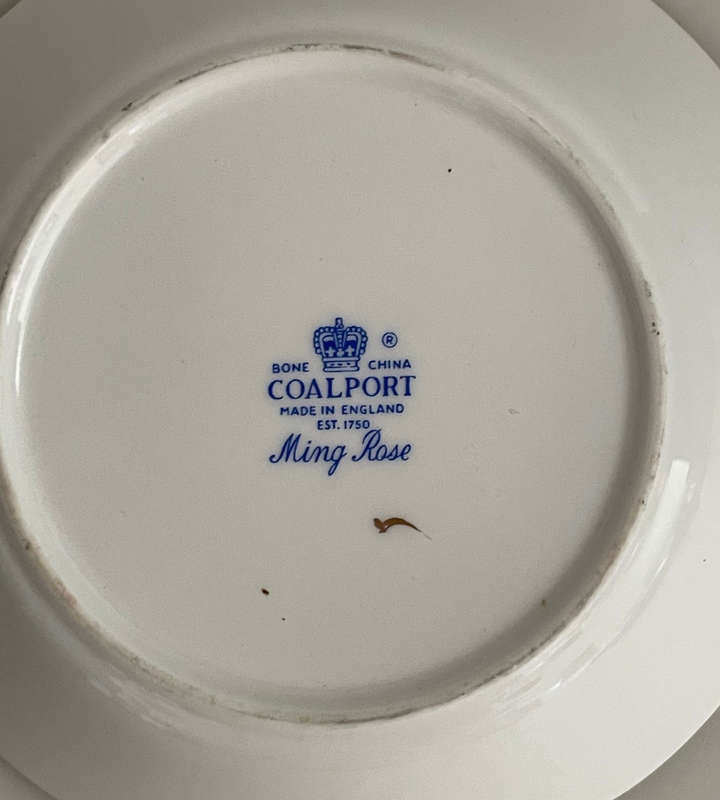 ®
BONE CHINA
COALPORT
MADE IN ENGLAND
EST. 1750
Ming Rose